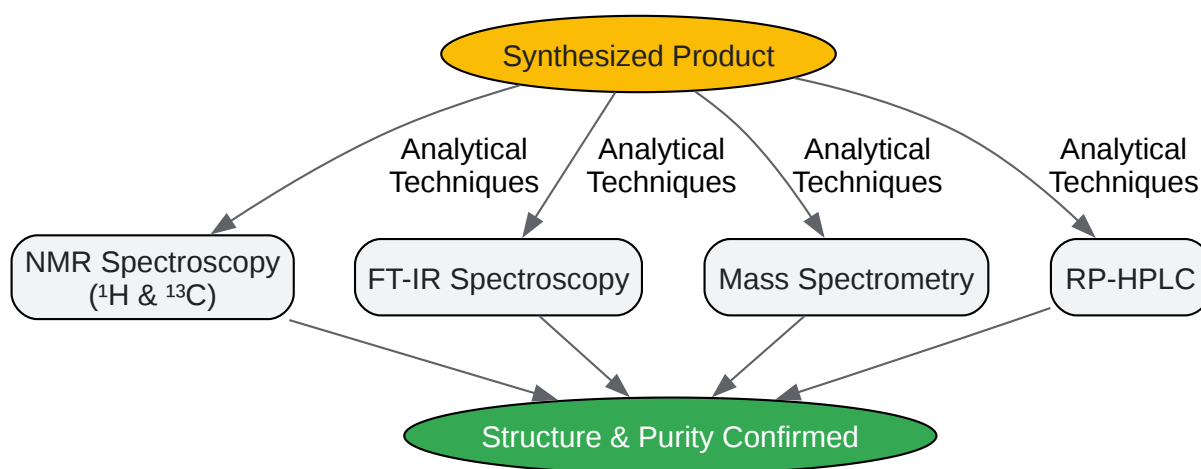 Synthesized Product
Analytical
Techniques
Analytical
Techniques
Analytical
Techniques
Analytical
Techniques
NMR Spectroscopy
(¹H & ¹³C)
FT-IR Spectroscopy
Mass Spectrometry
RP-HPLC
Structure & Purity Confirmed